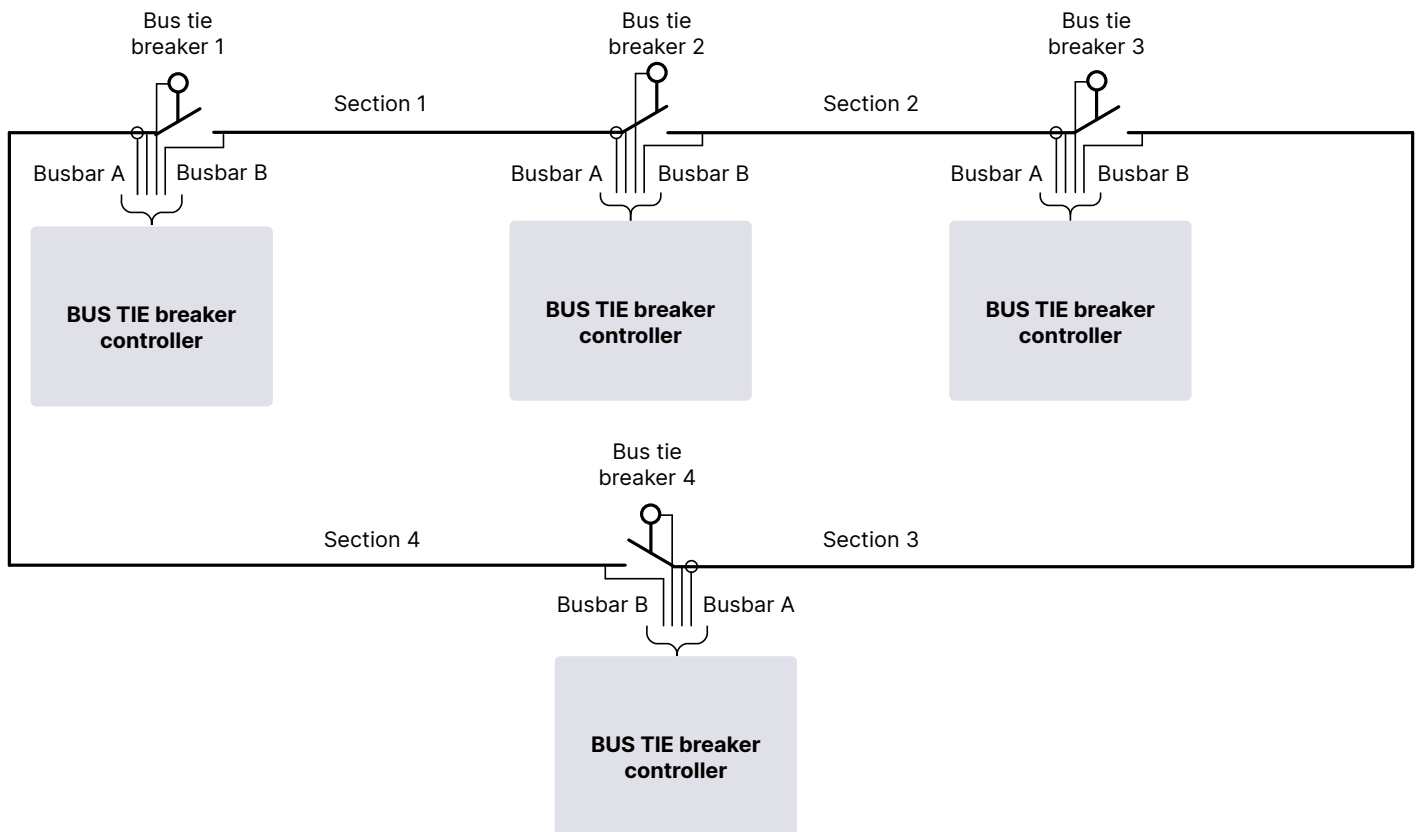 Bus tie
breaker 1
Bus tie
breaker 2
Bus tie
breaker 3
Section 1
Section 2
Busbar A
Busbar B
Busbar A
Busbar B
Busbar A
Busbar B
BUS TIE breaker
controller
BUS TIE breaker
controller
BUS TIE breaker
controller
Bus tie
breaker 4
Section 4
Section 3
Busbar B
Busbar A
BUS TIE breaker
controller